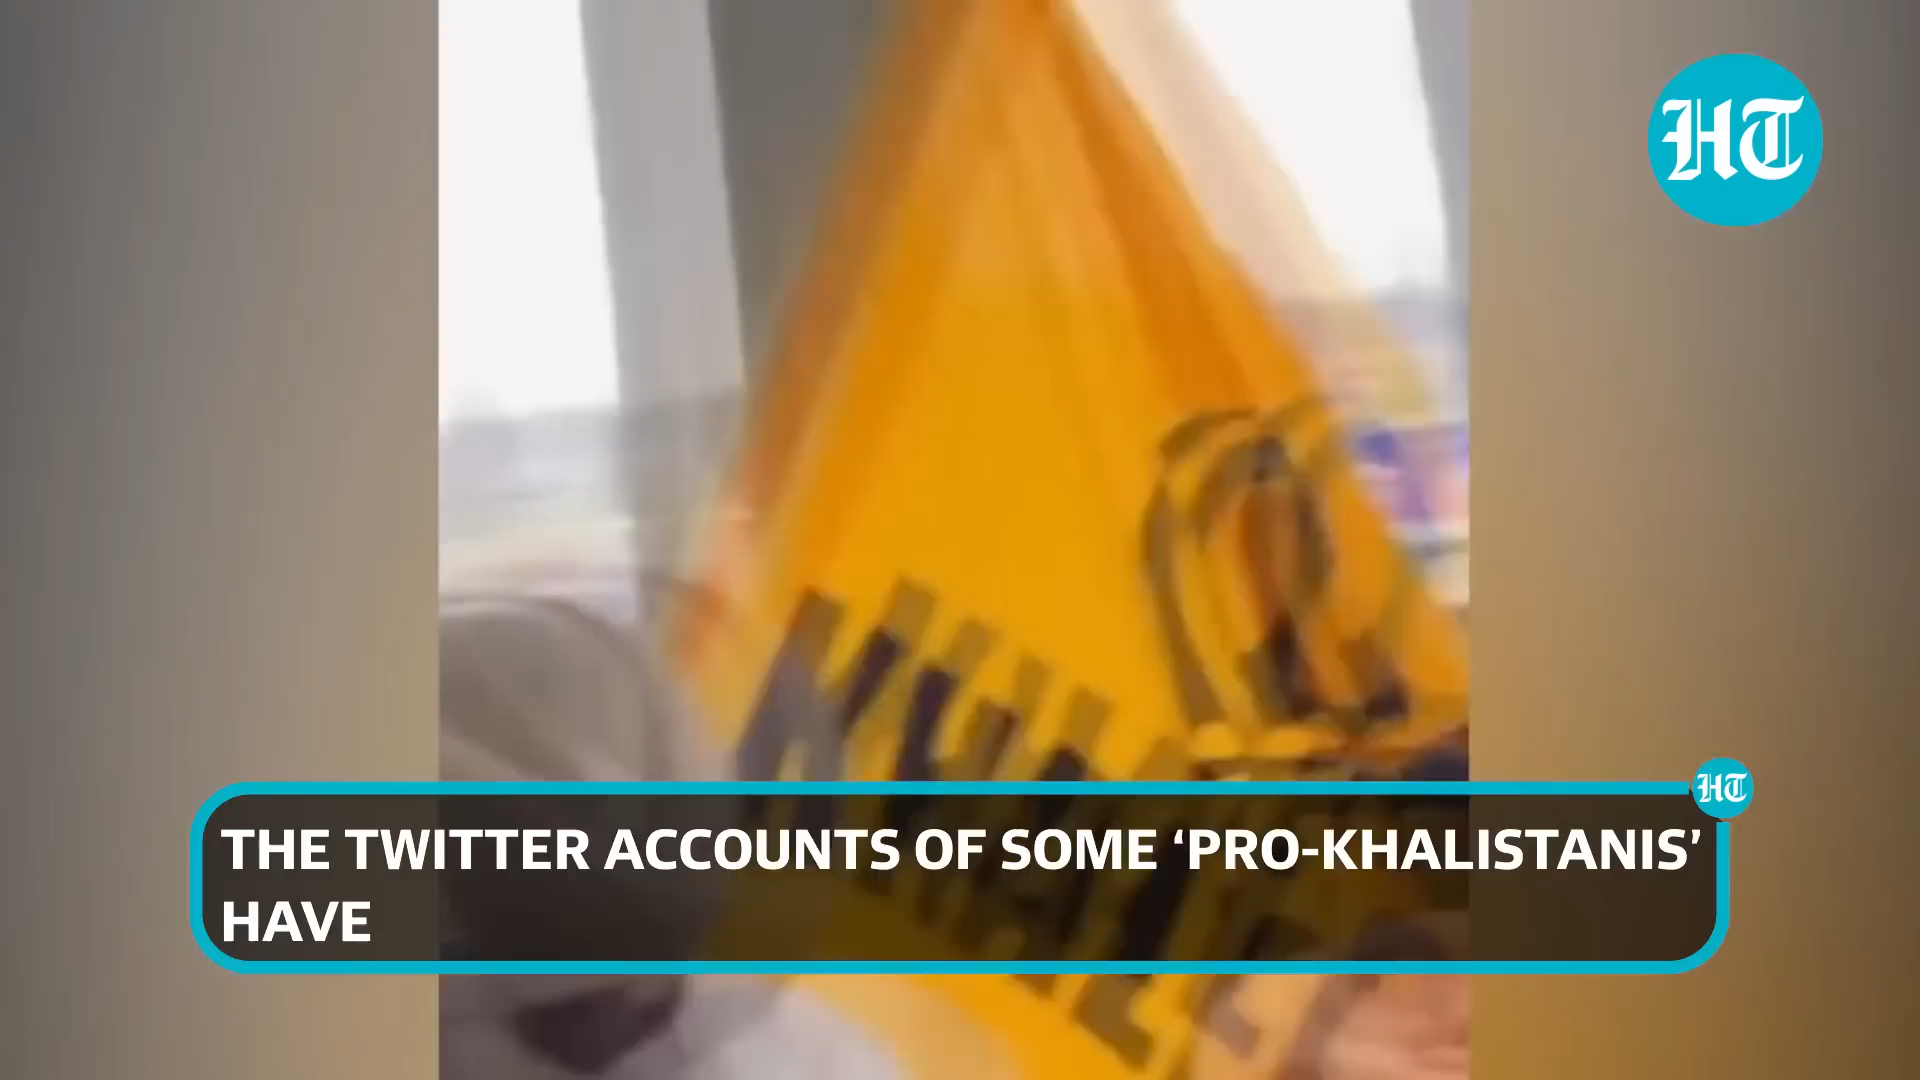 HT
HT
THE TWITTER ACCOUNTS OF SOME ‘PRO-KHALISTANIS’
HAVE